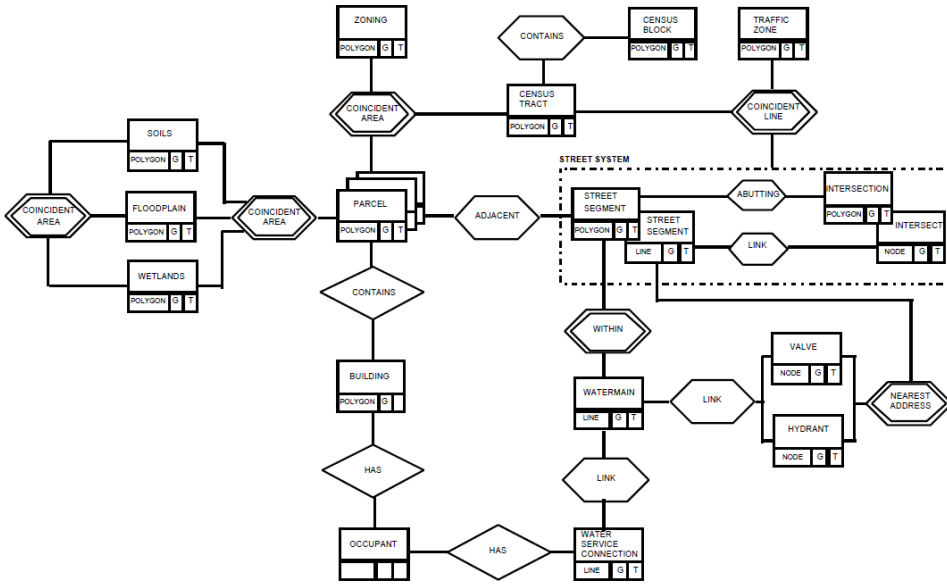 ZONING
POLYGON G T
CONTAINS
CENSUS
BLOCK
POLYGON G T
TRAFFIC
ZONE
POLYGON G T
COINCIDENT
AREA
CENSUS
TRACT
POLYGON G T
COINCIDENT
LINE
SOILS
POLYGON G T
STREET SYSTEM
COINCIDENT
AREA
FLOODPLAIN
POLYGON G T
COINCIDENT
AREA
PARCEL
POLYGON G T
ADJACENT
STREET
SEGMENT
POLYGON G T
ABUTTING
INTERSECTION
POLYGON G T
STREET
SEGMENT
LINE G T
LINK
INTERSECT
NODE G T
WETLANDS
POLYGON G T
CONTAINS
WITHIN
VALVE
NODE G T
BUILDING
POLYGON G
WATERMAIN
LINE G T
LINK
NEAREST
ADDRESS
HYDRANT
NODE G T
HAS
LINK
OCCUPANT
HAS
WATER
SERVICE
CONNECTION
LINE G T